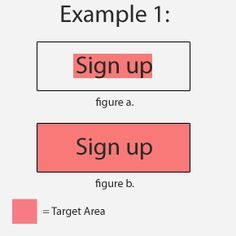 Example 1:
Sign up
figure a.
Sign up
figure b.
= Target Area